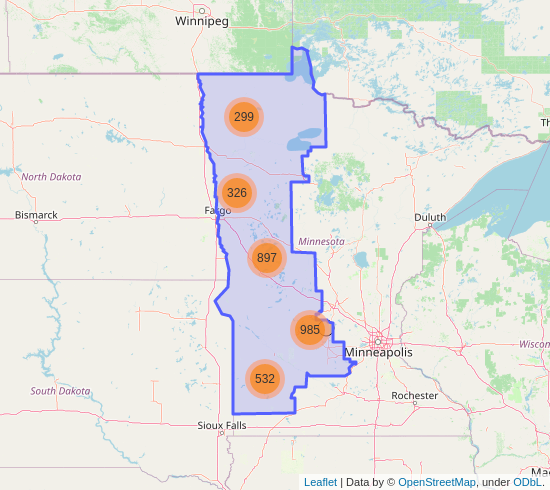 Winnipeg
299
Th
North Dakota
326
Fargo
Bismarck
Duluth
Minnesota
897
985
Minneapolis
Wiscon
532
South Dakota
Rochester
Sioux Falls
Ma
Leaflet | Data by © OpenStreetMap, under ODbL.